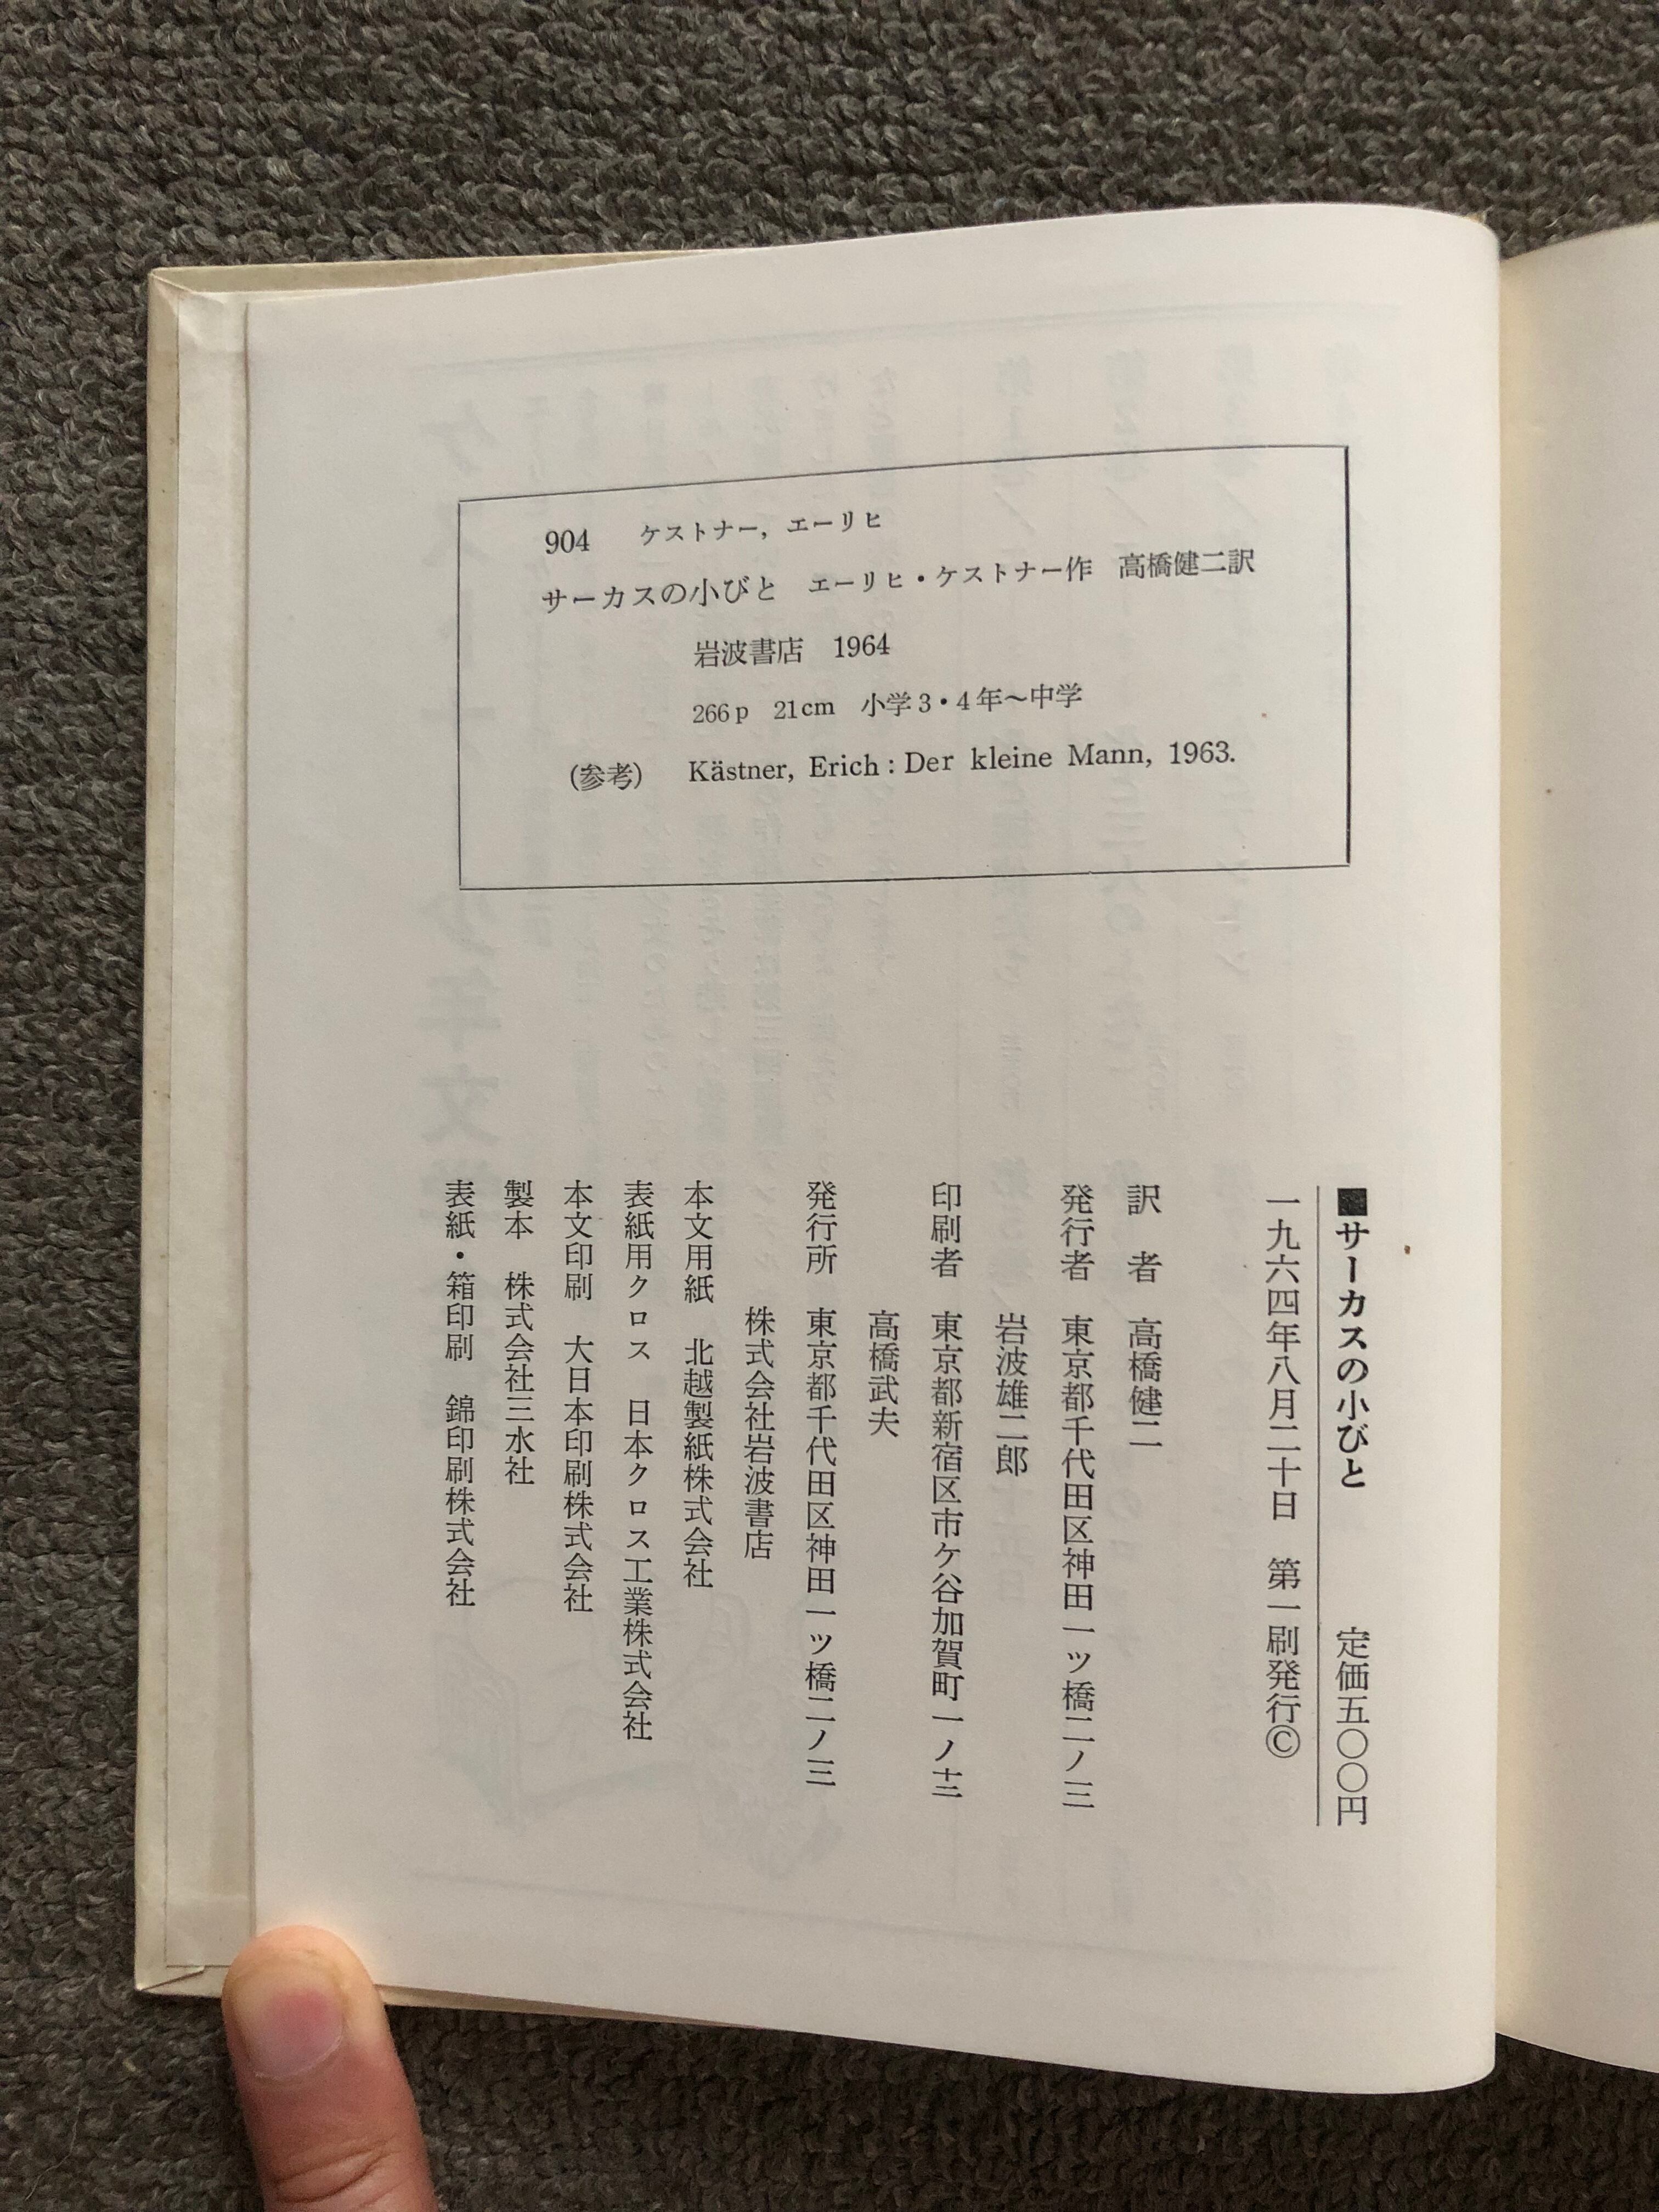 904 ケストナー, エーリヒ
サーカスの小びと エーリヒ・ケストナー作 高橋健二訳
岩波書店 1964
266p 21cm 小学3・4年～中学
(参考) Kästner, Erich : Der kleine Mann, 1963.
■サーカスの小びと 定価五〇〇円
一九六四年八月二十日 第一刷発行©
訳 者 高橋健二
発行者 東京都千代田区神田一ツ橋二ノ三
岩波雄二郎
印刷者 東京都新宿区市ケ谷加賀町一ノ十二
高橋武夫
発行所 東京都千代田区神田一ツ橋二ノ三
株式会社岩波書店
本文用紙 北越製紙株式会社
表紙用クロス 日本クロス工業株式会社
本文印刷 大日本印刷株式会社
製本 株式会社三水社
表紙・箱印刷 錦印刷株式会社